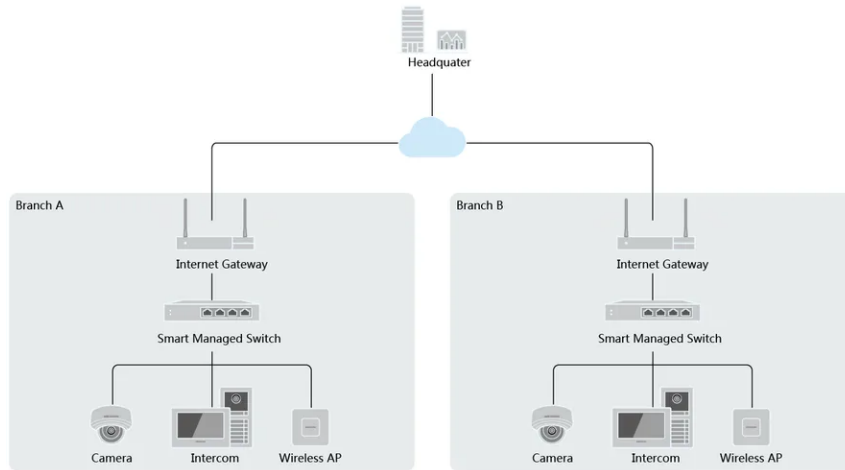 Headquater
Branch A
Branch B
Internet Gateway
Internet Gateway
Smart Managed Switch
Smart Managed Switch
Camera
Intercom
Wireless AP
Camera
Intercom
Wireless AP